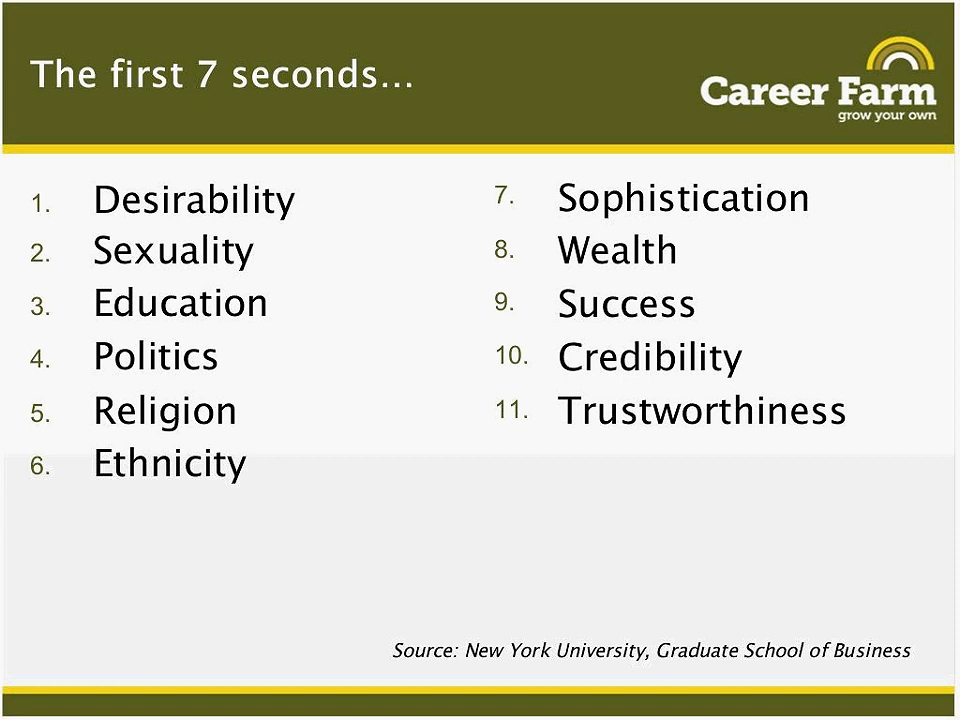 The first 7 seconds...
Career Farm
grow your own
1. Desirability
2. Sexuality
3. Education
4. Politics
5. Religion
6. Ethnicity
7. Sophistication
8. Wealth
9. Success
10. Credibility
11. Trustworthiness
Source: New York University, Graduate School of Business